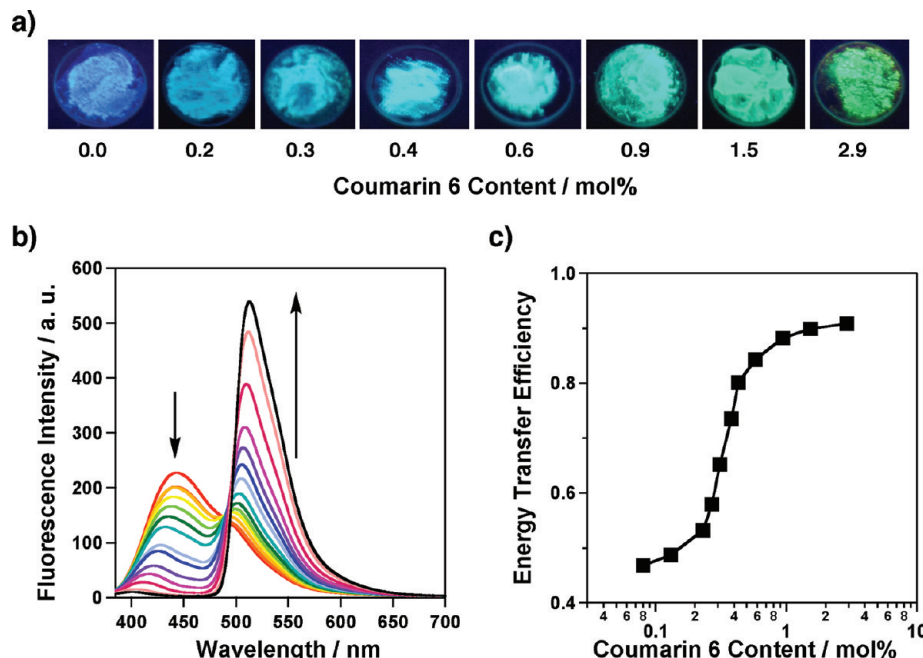 a)
0.0 0.2 0.3 0.4 0.6 0.9 1.5 2.9
Coumarin 6 Content / mol%
b)
Fluorescence Intensity / a. u.
600
500
400
300
200
100
0
400 450 500 550 600 650 700
Wavelength / nm
c)
Energy Transfer Efficiency
1.0
0.8
0.6
0.4
4 6 8 2 4 6 8 2 4 6 8
0.1 1 10
Coumarin 6 Content / mol%